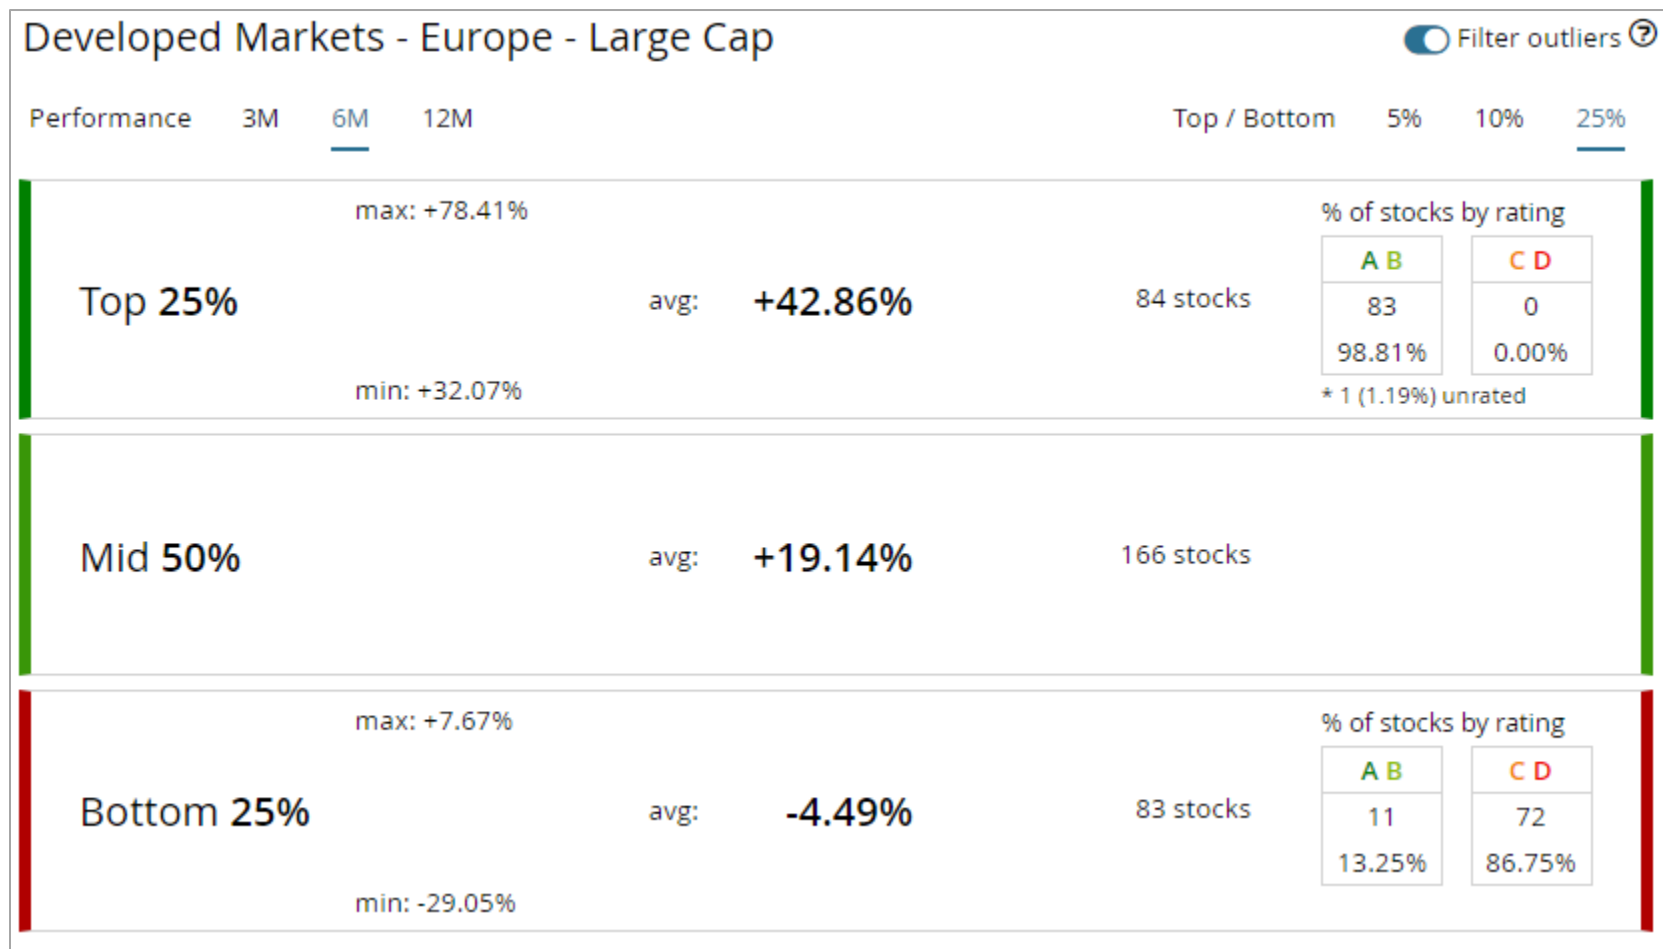 Developed Markets - Europe - Large Cap
Filter outliers ?
Performance 3M 6M 12M
Top / Bottom 5% 10% 25%
max: +78.41%
Top 25%
min: +32.07%
avg: +42.86%
84 stocks
% of stocks by rating
A B C D
83 0
98.81% 0.00%
* 1 (1.19%) unrated
Mid 50%
avg: +19.14%
166 stocks
max: +7.67%
Bottom 25%
min: -29.05%
avg: -4.49%
83 stocks
% of stocks by rating
A B C D
11 72
13.25% 86.75%